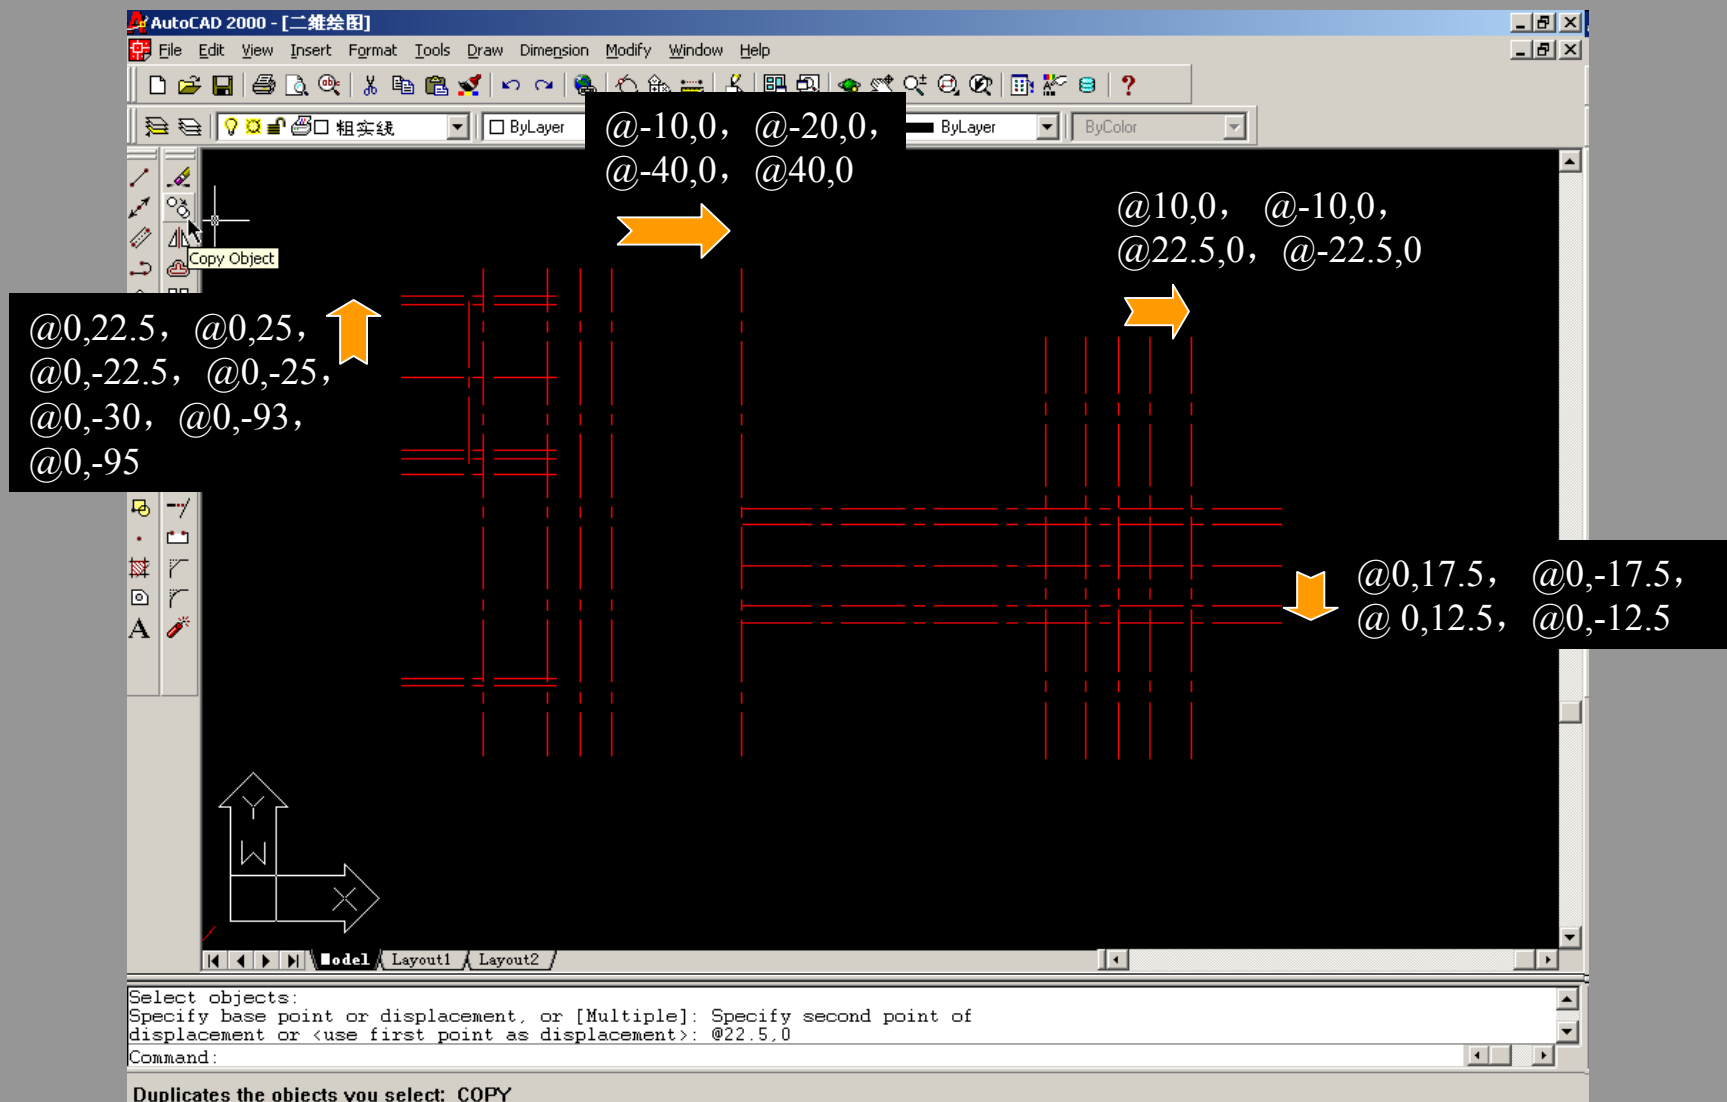 AutoCAD 2000 - [二维绘图]
File Edit View Insert Format Tools Draw Dimension Modify Window Help
粗实线 ByLayer ByLayer ByColor
@-10,0，@-20,0，
@-40,0，@40,0
@10,0， @-10,0，
@22.5,0，@-22.5,0
Copy Object
@0,22.5，@0,25，
@0,-22.5，@0,-25，
@0,-30，@0,-93，
@0,-95
@0,17.5， @0,-17.5，
@ 0,12.5，@0,-12.5
A
Y
W
X
Model Layout1 Layout2
Select objects:
Specify base point or displacement, or [Multiple]: Specify second point of
displacement or <use first point as displacement>: @22.5,0
Command:
Duplicates the objects you select: COPY